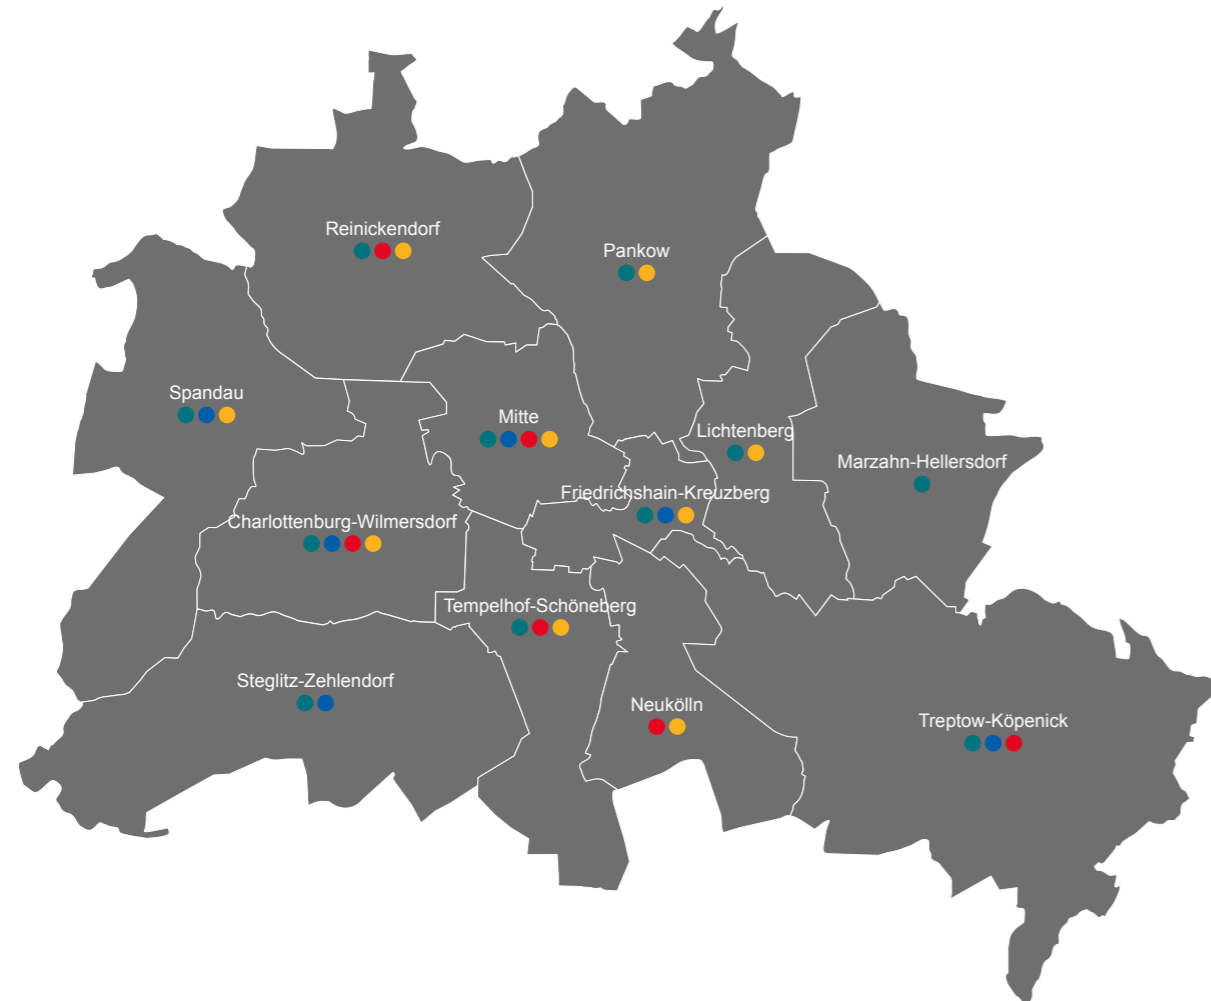 Reinickendorf
Pankow
Spandau
Mitte
Lichtenberg
Marzahn-Hellersdorf
Friedrichshain-Kreuzberg
Charlottenburg-Wilmersdorf
Tempelhof-Schöneberg
Steglitz-Zehlendorf
Neukölln
Treptow-Köpenick